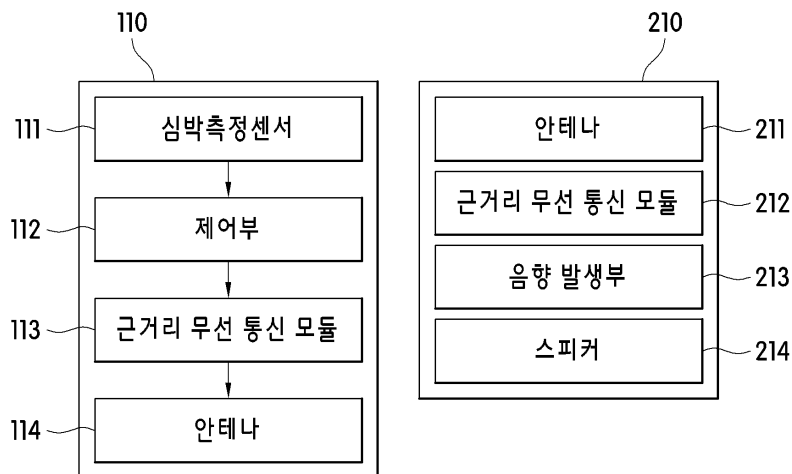 110
210
111
심박측정센서
112
제어부
113
근거리 무선 통신 모듈
114
안테나
안테나
211
근거리 무선 통신 모듈
212
음향 발생부
213
스피커
214